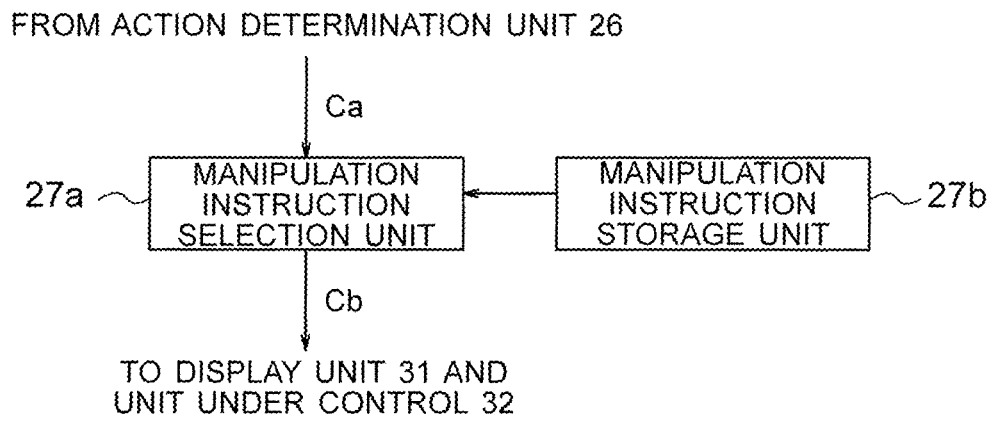 FROM ACTION DETERMINATION UNIT 26
Ca
27a
MANIPULATION
INSTRUCTION
SELECTION UNIT
MANIPULATION
INSTRUCTION
STORAGE UNIT
27b
Cb
TO DISPLAY UNIT 31 AND
UNIT UNDER CONTROL 32